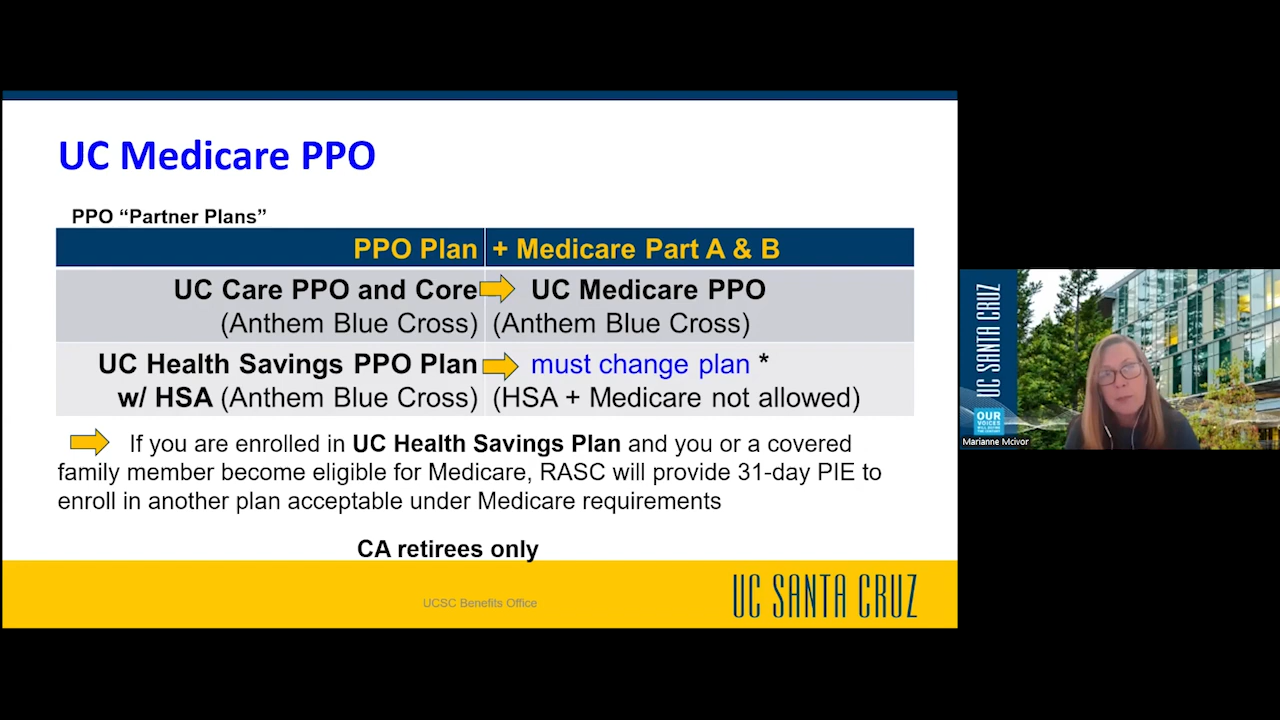 UC Medicare PPO
PPO “Partner Plans”
PPO Plan + Medicare Part A & B
UC Care PPO and Core UC Medicare PPO
(Anthem Blue Cross) (Anthem Blue Cross)
UC Health Savings PPO Plan must change plan *
w/ HSA (Anthem Blue Cross) (HSA + Medicare not allowed)
If you are enrolled in UC Health Savings Plan and you or a covered
family member become eligible for Medicare, RASC will provide 31-day PIE to
enroll in another plan acceptable under Medicare requirements
CA retirees only
UCSC Benefits Office
UC SANTA CRUZ
UC SANTA CRUZ
OUR
VOICES
Marianne Mcivor